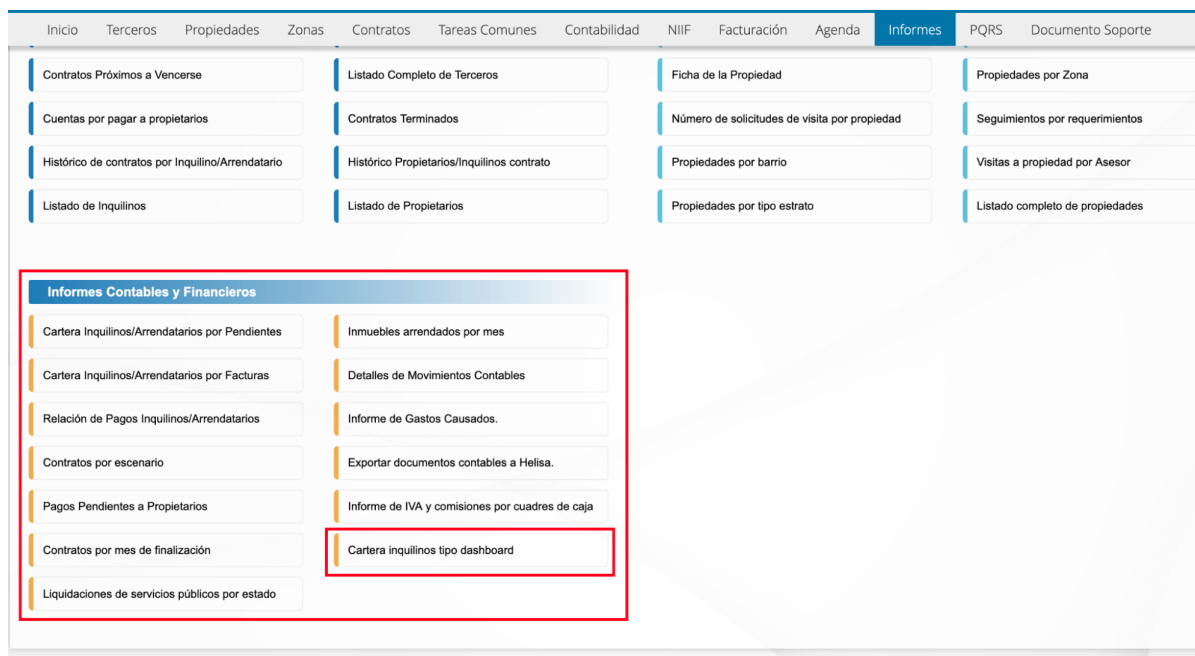 Inicio Terceros Propiedades Zonas Contratos Tareas Comunes Contabilidad NIIF Facturación Agenda Informes PQRS Documento Soporte
Contratos Próximos a Vencerse Listado Completo de Terceros Ficha de la Propiedad Propiedades por Zona
Cuentas por pagar a propietarios Contratos Terminados Número de solicitudes de visita por propiedad Seguimientos por requerimientos
Histórico de contratos por Inquilino/Arrendatario Histórico Propietarios/Inquilinos contrato Propiedades por barrio Visitas a propiedad por Asesor
Listado de Inquilinos Listado de Propietarios Propiedades por tipo estrato Listado completo de propiedades
Informes Contables y Financieros
Cartera Inquilinos/Arrendatarios por Pendientes Inmuebles arrendados por mes
Cartera Inquilinos/Arrendatarios por Facturas Detalles de Movimientos Contables
Relación de Pagos Inquilinos/Arrendatarios Informe de Gastos Causados.
Contratos por escenario Exportar documentos contables a Helisa.
Pagos Pendientes a Propietarios Informe de IVA y comisiones por cuadres de caja
Contratos por mes de finalización Cartera inquilinos tipo dashboard
Liquidaciones de servicios públicos por estado